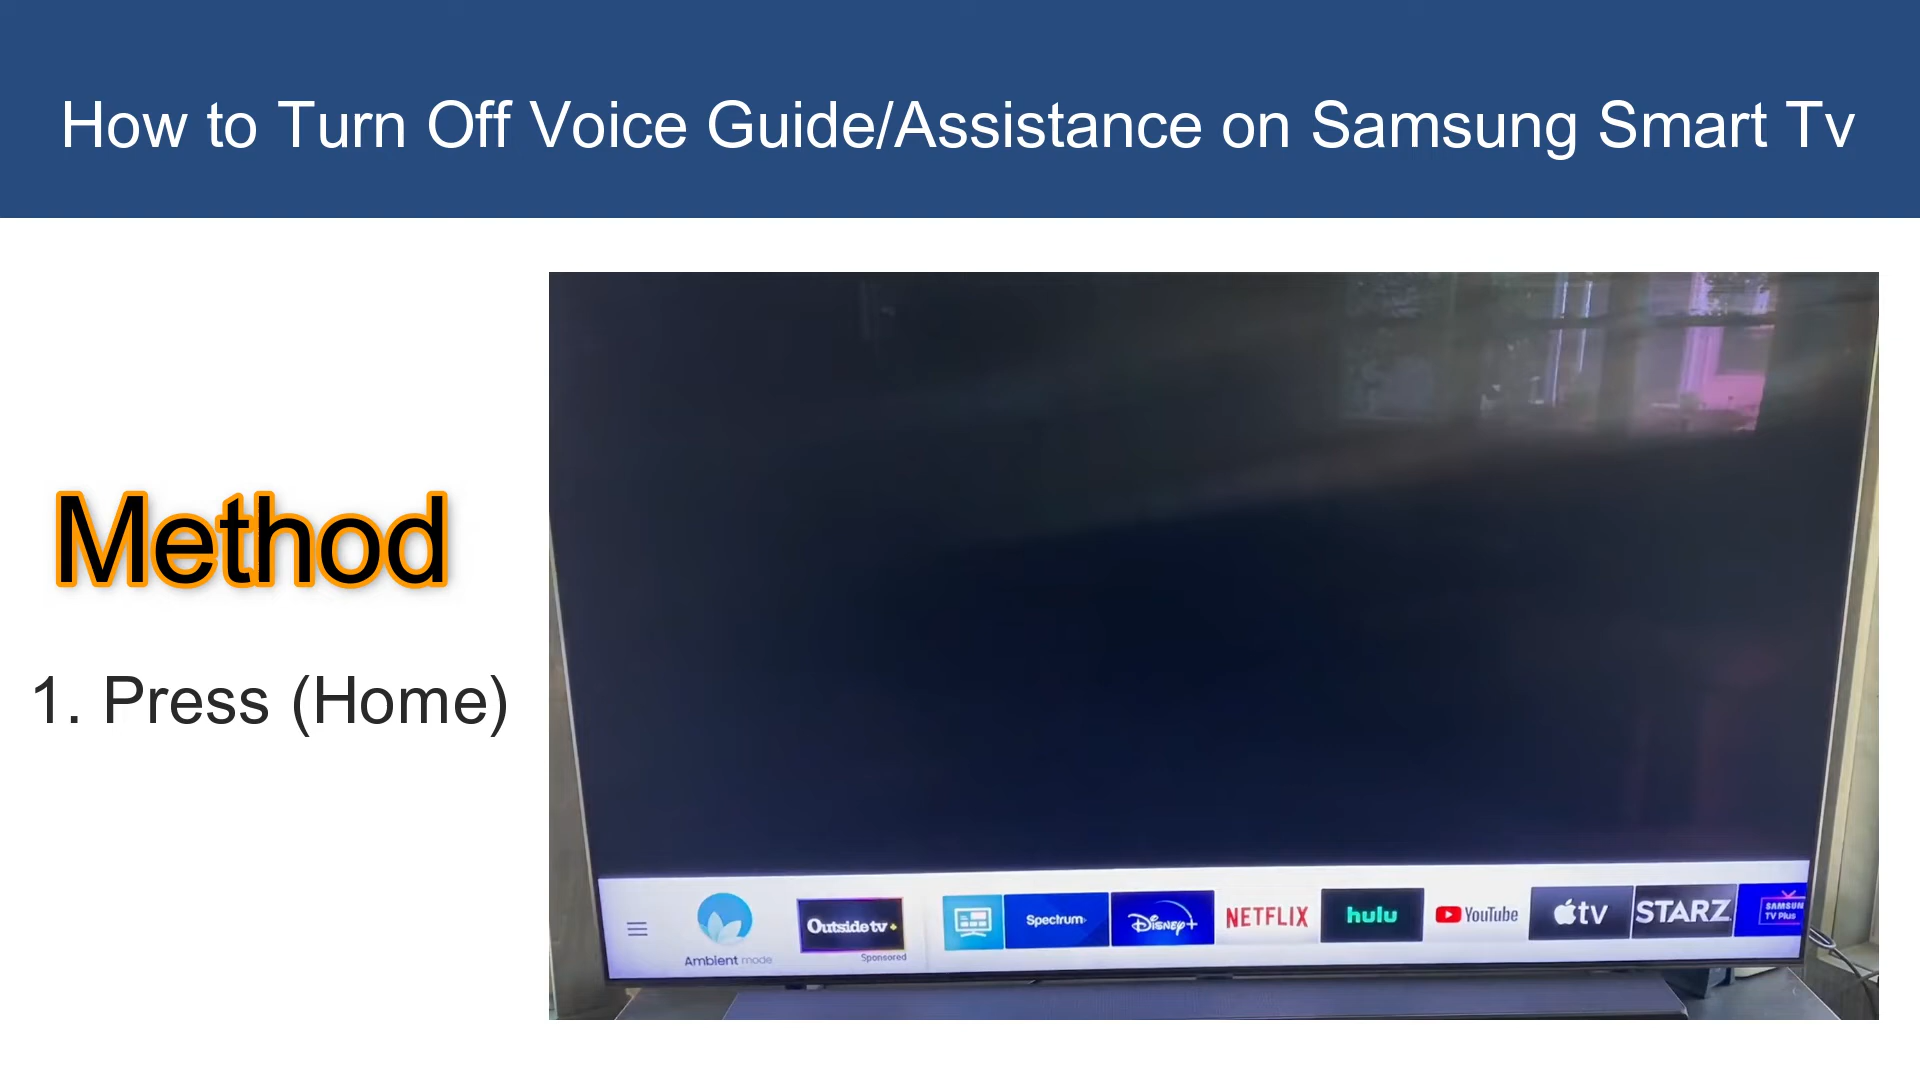 How to Turn Off Voice Guide/Assistance on Samsung Smart Tv
Method
1. Press (Home)
Ambient mode
Outside tv+
Sponsored
Spectrum
Disney+
NETFLIX
hulu
YouTube
tv
STARZ
SAMSUN
TV Plus